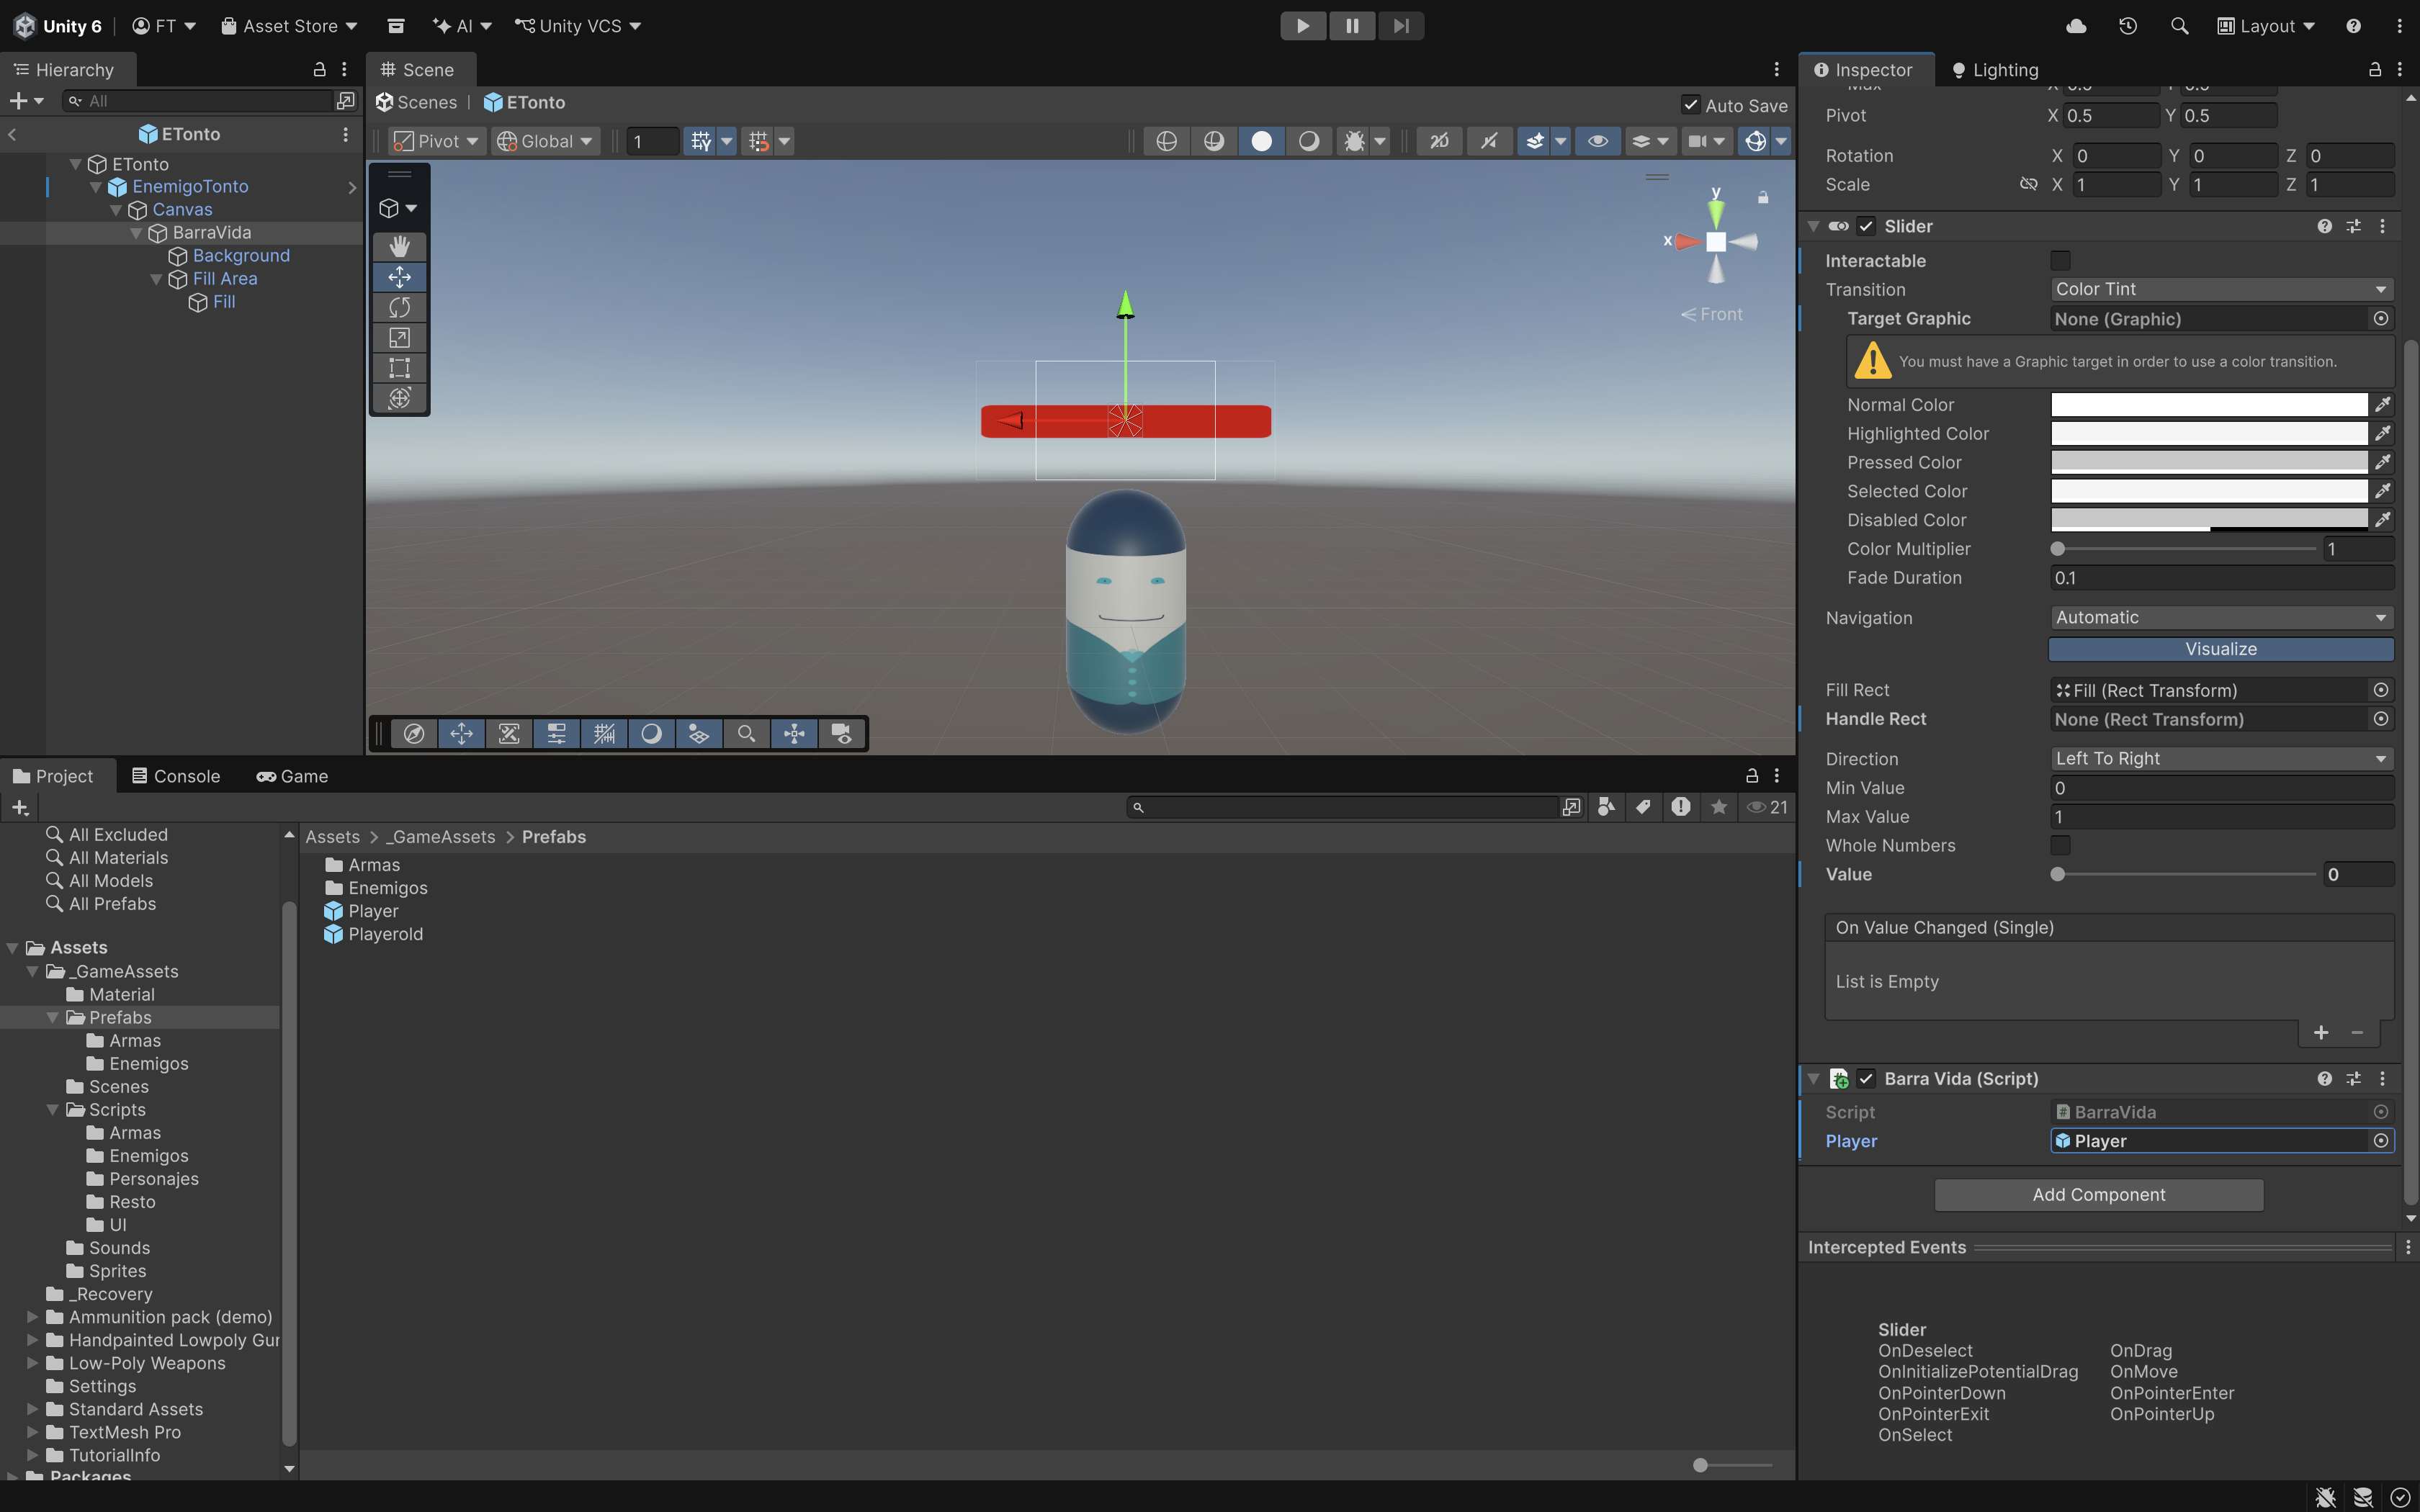 Unity 6 FT Asset Store AI Unity VCS Layout
Hierarchy
All
ETonto
ETonto
EnemigoTonto
Canvas
BarraVida
Background
Fill Area
Fill
Scene
Scenes | ETonto Auto Save
Pivot Global 1 2D
y
x
Front
Inspector Lighting
Max X 0.5 Y 0.5
Pivot X 0.5 Y 0.5
Rotation X 0 Y 0 Z 0
Scale X 1 Y 1 Z 1
Slider
Interactable
Transition Color Tint
Target Graphic None (Graphic)
You must have a Graphic target in order to use a color transition.
Normal Color
Highlighted Color
Pressed Color
Selected Color
Disabled Color
Color Multiplier 1
Fade Duration 0.1
Navigation Automatic
Visualize
Fill Rect Fill (Rect Transform)
Handle Rect None (Rect Transform)
Direction Left To Right
Min Value 0
Max Value 1
Whole Numbers
Value 0
On Value Changed (Single)
List is Empty
Barra Vida (Script)
Script BarraVida
Player Player
Add Component
Intercepted Events
Slider
OnDeselect OnDrag
OnInitializePotentialDrag OnMove
OnPointerDown OnPointerEnter
OnPointerExit OnPointerUp
OnSelect
Project Console Game
21
All Excluded
All Materials
All Models
All Prefabs
Assets
_GameAssets
Material
Prefabs
Armas
Enemigos
Scenes
Scripts
Armas
Enemigos
Personajes
Resto
UI
Sounds
Sprites
_Recovery
Ammunition pack (demo)
Handpainted Lowpoly Gur
Low-Poly Weapons
Settings
Standard Assets
TextMesh Pro
TutorialInfo
Packages
Assets > _GameAssets > Prefabs
Armas
Enemigos
Player
Playerold